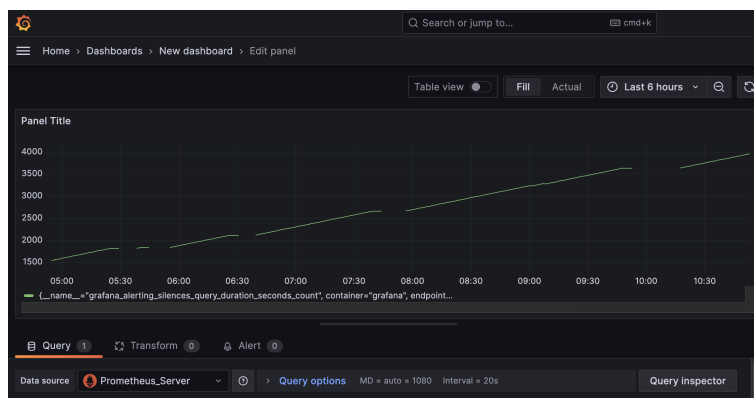 Search or jump to... cmd+k
Home › Dashboards › New dashboard › Edit panel
Table view Fill Actual Last 6 hours
Panel Title
4000
3500
3000
2500
2000
1500
05:00 05:30 06:00 06:30 07:00 07:30 08:00 08:30 09:00 09:30 10:00 10:30
{__name__="grafana_alerting_silences_query_duration_seconds_count", container="grafana", endpoint...
Query 1 Transform 0 Alert 0
Data source Prometheus_Server › Query options MD = auto = 1080 Interval = 20s Query inspector